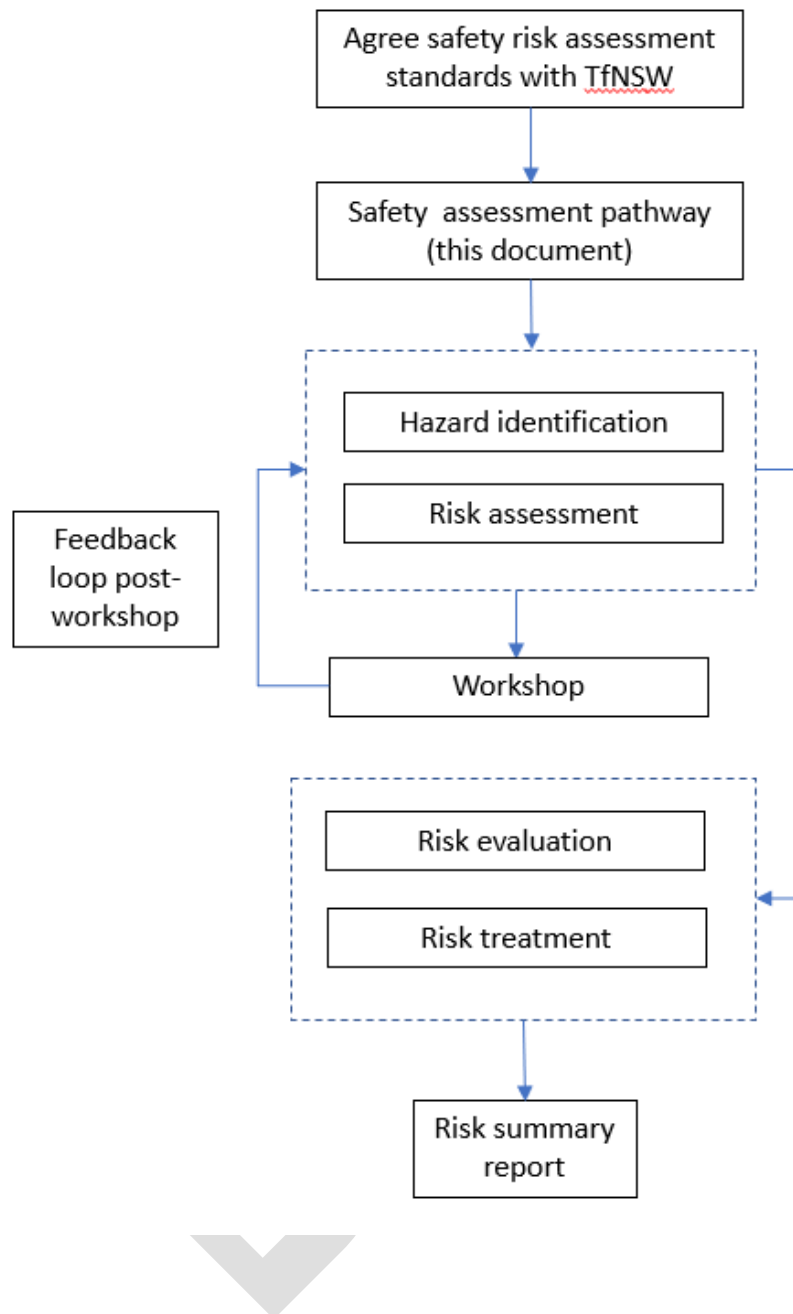 Agree safety risk assessment
standards with TfNSW
Safety assessment pathway
(this document)
Hazard identification
Risk assessment
Feedback
loop post-
workshop
Workshop
Risk evaluation
Risk treatment
Risk summary
report